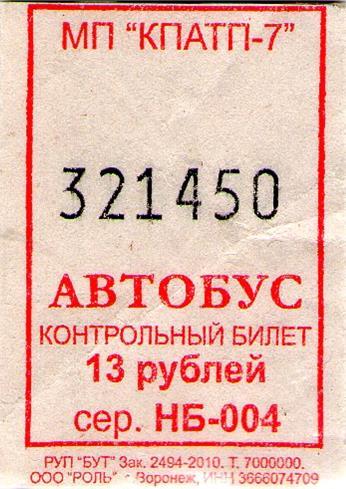 МП "КПАТП-7"
321450
АВТОБУС
КОНТРОЛЬНЫЙ БИЛЕТ
13 рублей
сер. НБ-004
РУП "БУТ" Зак. 2494-2010. Т. 7000000.
ООО "РОЛЬ" г. Воронеж, ИНН 3666074709